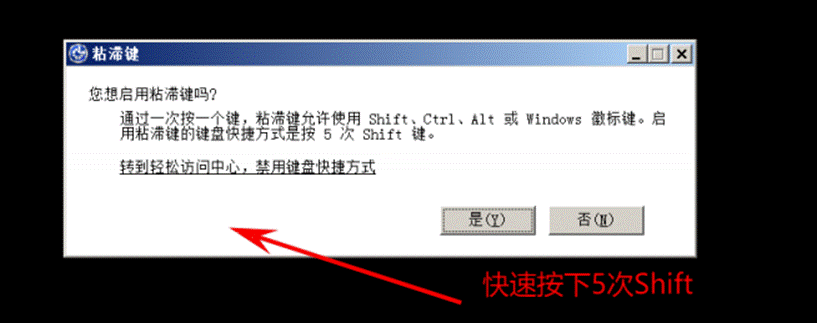 粘滞键
您想启用粘滞键吗?
通过一次按一个键，粘滞键允许使用 Shift、Ctrl、Alt 或 Windows 徽标键。启
用粘滞键的键盘快捷方式是按 5 次 Shift 键。
转到轻松访问中心，禁用键盘快捷方式
是(Y) 否(N)
快速按下5次Shift